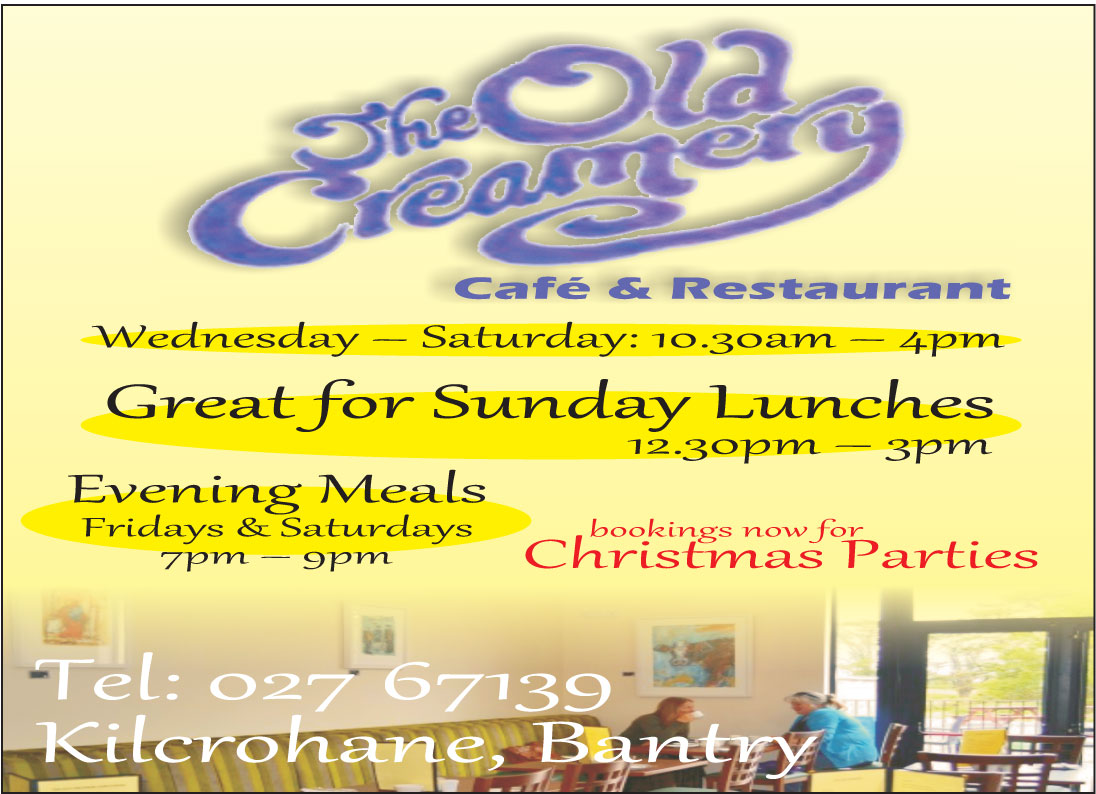 The Old
Creamery
Café & Restaurant
Wednesday – Saturday: 10.30am – 4pm
Great for Sunday Lunches
12.30pm – 3pm
Evening Meals
Fridays & Saturdays
7pm – 9pm
bookings now for
Christmas Parties
Tel: 027 67139
Kilcrohane, Bantry